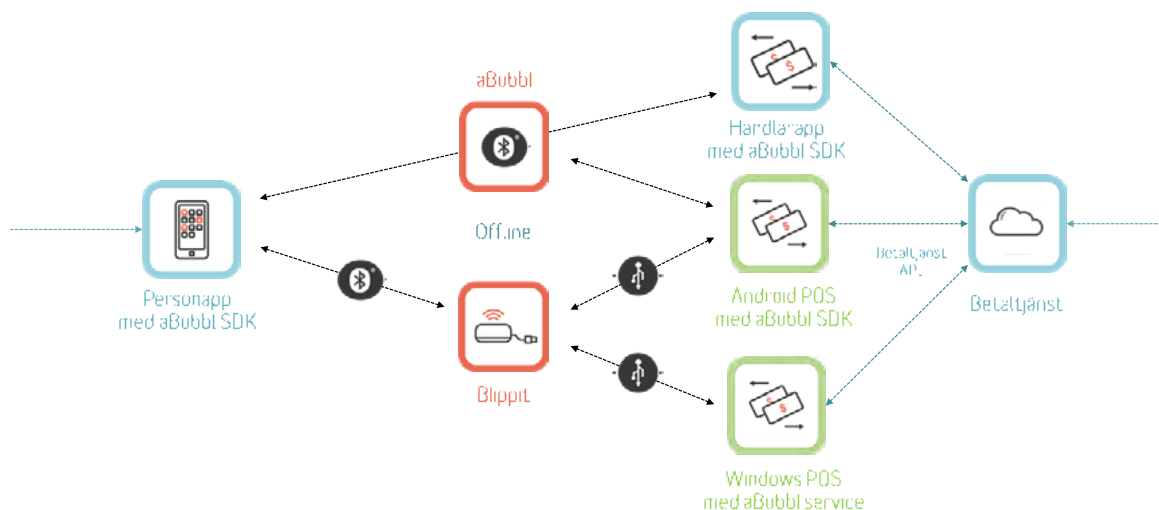 aBubbl
Handlarapp
med aBubbl SDK
Offline
Betaltjänst
API
Personapp
med aBubbl SDK
Android POS
med aBubbl SDK
Betaltjänst
Blippit
Windows POS
med aBubbl service